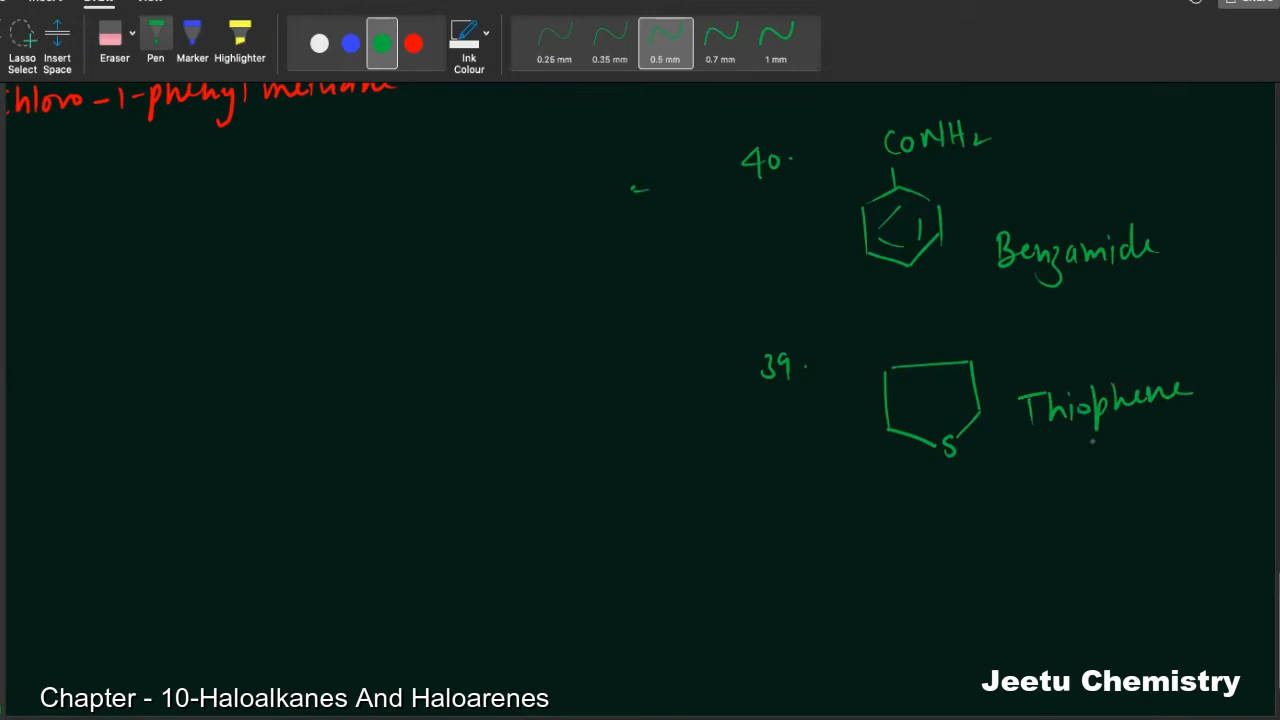 Lasso
Select
Insert
Space
Eraser
Pen
Marker
Highlighter
Ink
Colour
0.25 mm
0.35 mm
0.5 mm
0.7 mm
1 mm
chloro-1-phenyl methane
40.
CONH2
Benzamide
39.
S
Thiophene
Jeetu Chemistry
Chapter - 10-Haloalkanes And Haloarenes